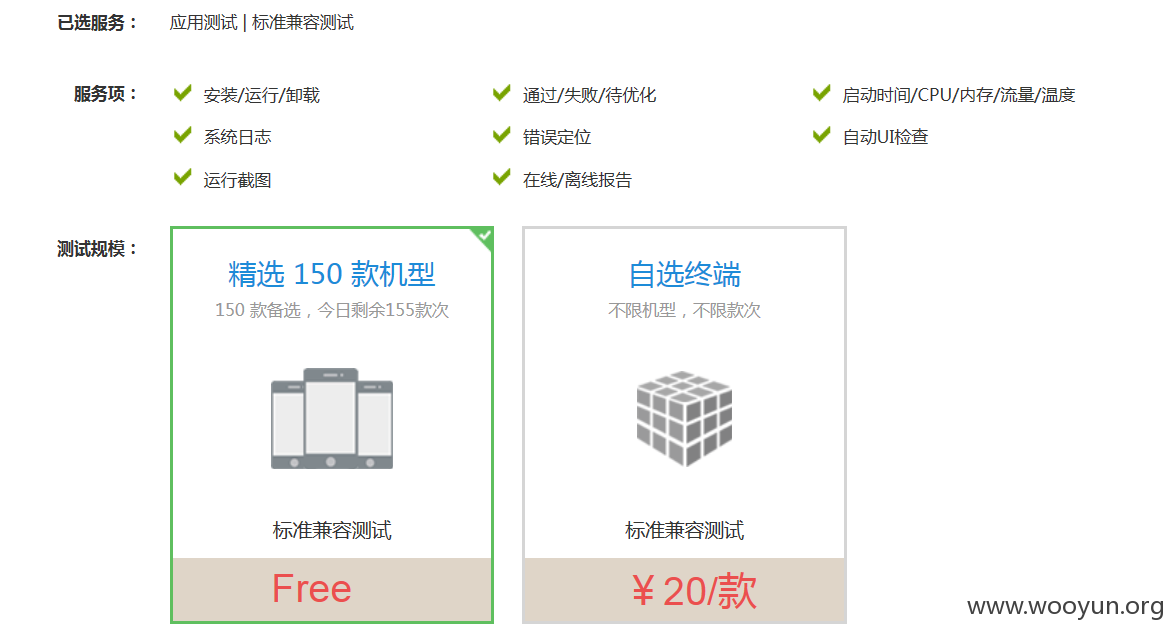 已选服务： 应用测试 | 标准兼容测试
服务项： 安装/运行/卸载 通过/失败/待优化 启动时间/CPU/内存/流量/温度
系统日志 错误定位 自动UI检查
运行截图 在线/离线报告
测试规模：
精选 150 款机型 自选终端
150 款备选，今日剩余155款次 不限机型，不限款次
标准兼容测试 标准兼容测试
Free ¥ 20/款
www.wooyun.org